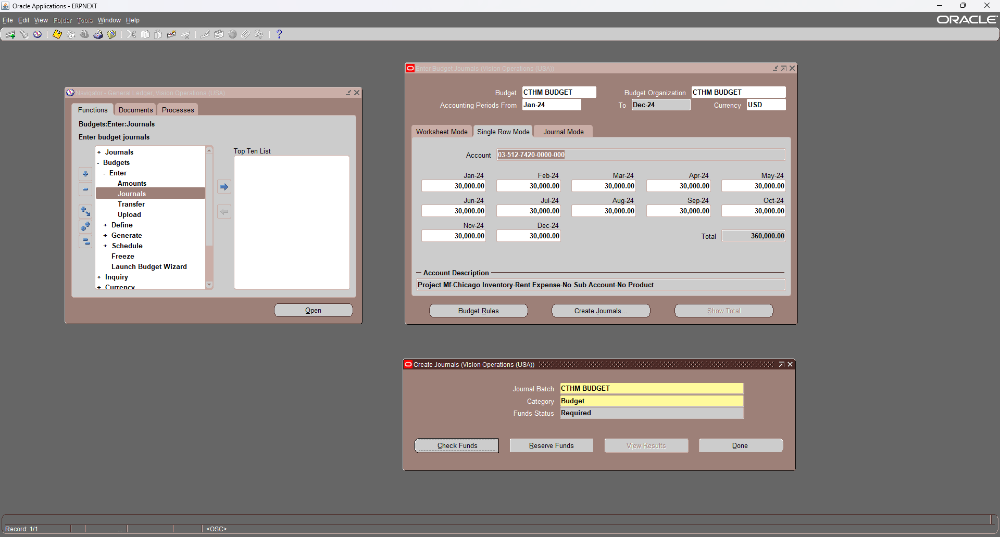 Oracle Applications - ERPNEXT
File Edit View Folder Tools Window Help
ORACLE
Navigator - General Ledger, Vision Operations (USA)
Functions Documents Processes
Budgets:Enter:Journals
Enter budget journals
+ Journals
- Budgets
- Enter
Amounts
Journals
Transfer
Upload
+ Define
+ Generate
+ Schedule
Freeze
Launch Budget Wizard
+ Inquiry
+ Currency
Top Ten List
Open
Enter Budget Journals (Vision Operations (USA))
Budget CTHM BUDGET Budget Organization CTHM BUDGET
Accounting Periods From Jan-24 To Dec-24 Currency USD
Worksheet Mode Single Row Mode Journal Mode
Account 03-512-7420-0000-000
Jan-24 Feb-24 Mar-24 Apr-24 May-24
30,000.00 30,000.00 30,000.00 30,000.00 30,000.00
Jun-24 Jul-24 Aug-24 Sep-24 Oct-24
30,000.00 30,000.00 30,000.00 30,000.00 30,000.00
Nov-24 Dec-24
30,000.00 30,000.00 Total 360,000.00
Account Description
Project Mf-Chicago Inventory-Rent Expense-No Sub Account-No Product
Budget Rules Create Journals... Show Total
Create Journals (Vision Operations (USA))
Journal Batch CTHM BUDGET
Category Budget
Funds Status Required
Check Funds Reserve Funds View Results Done
Record: 1/1 ... <OSC>